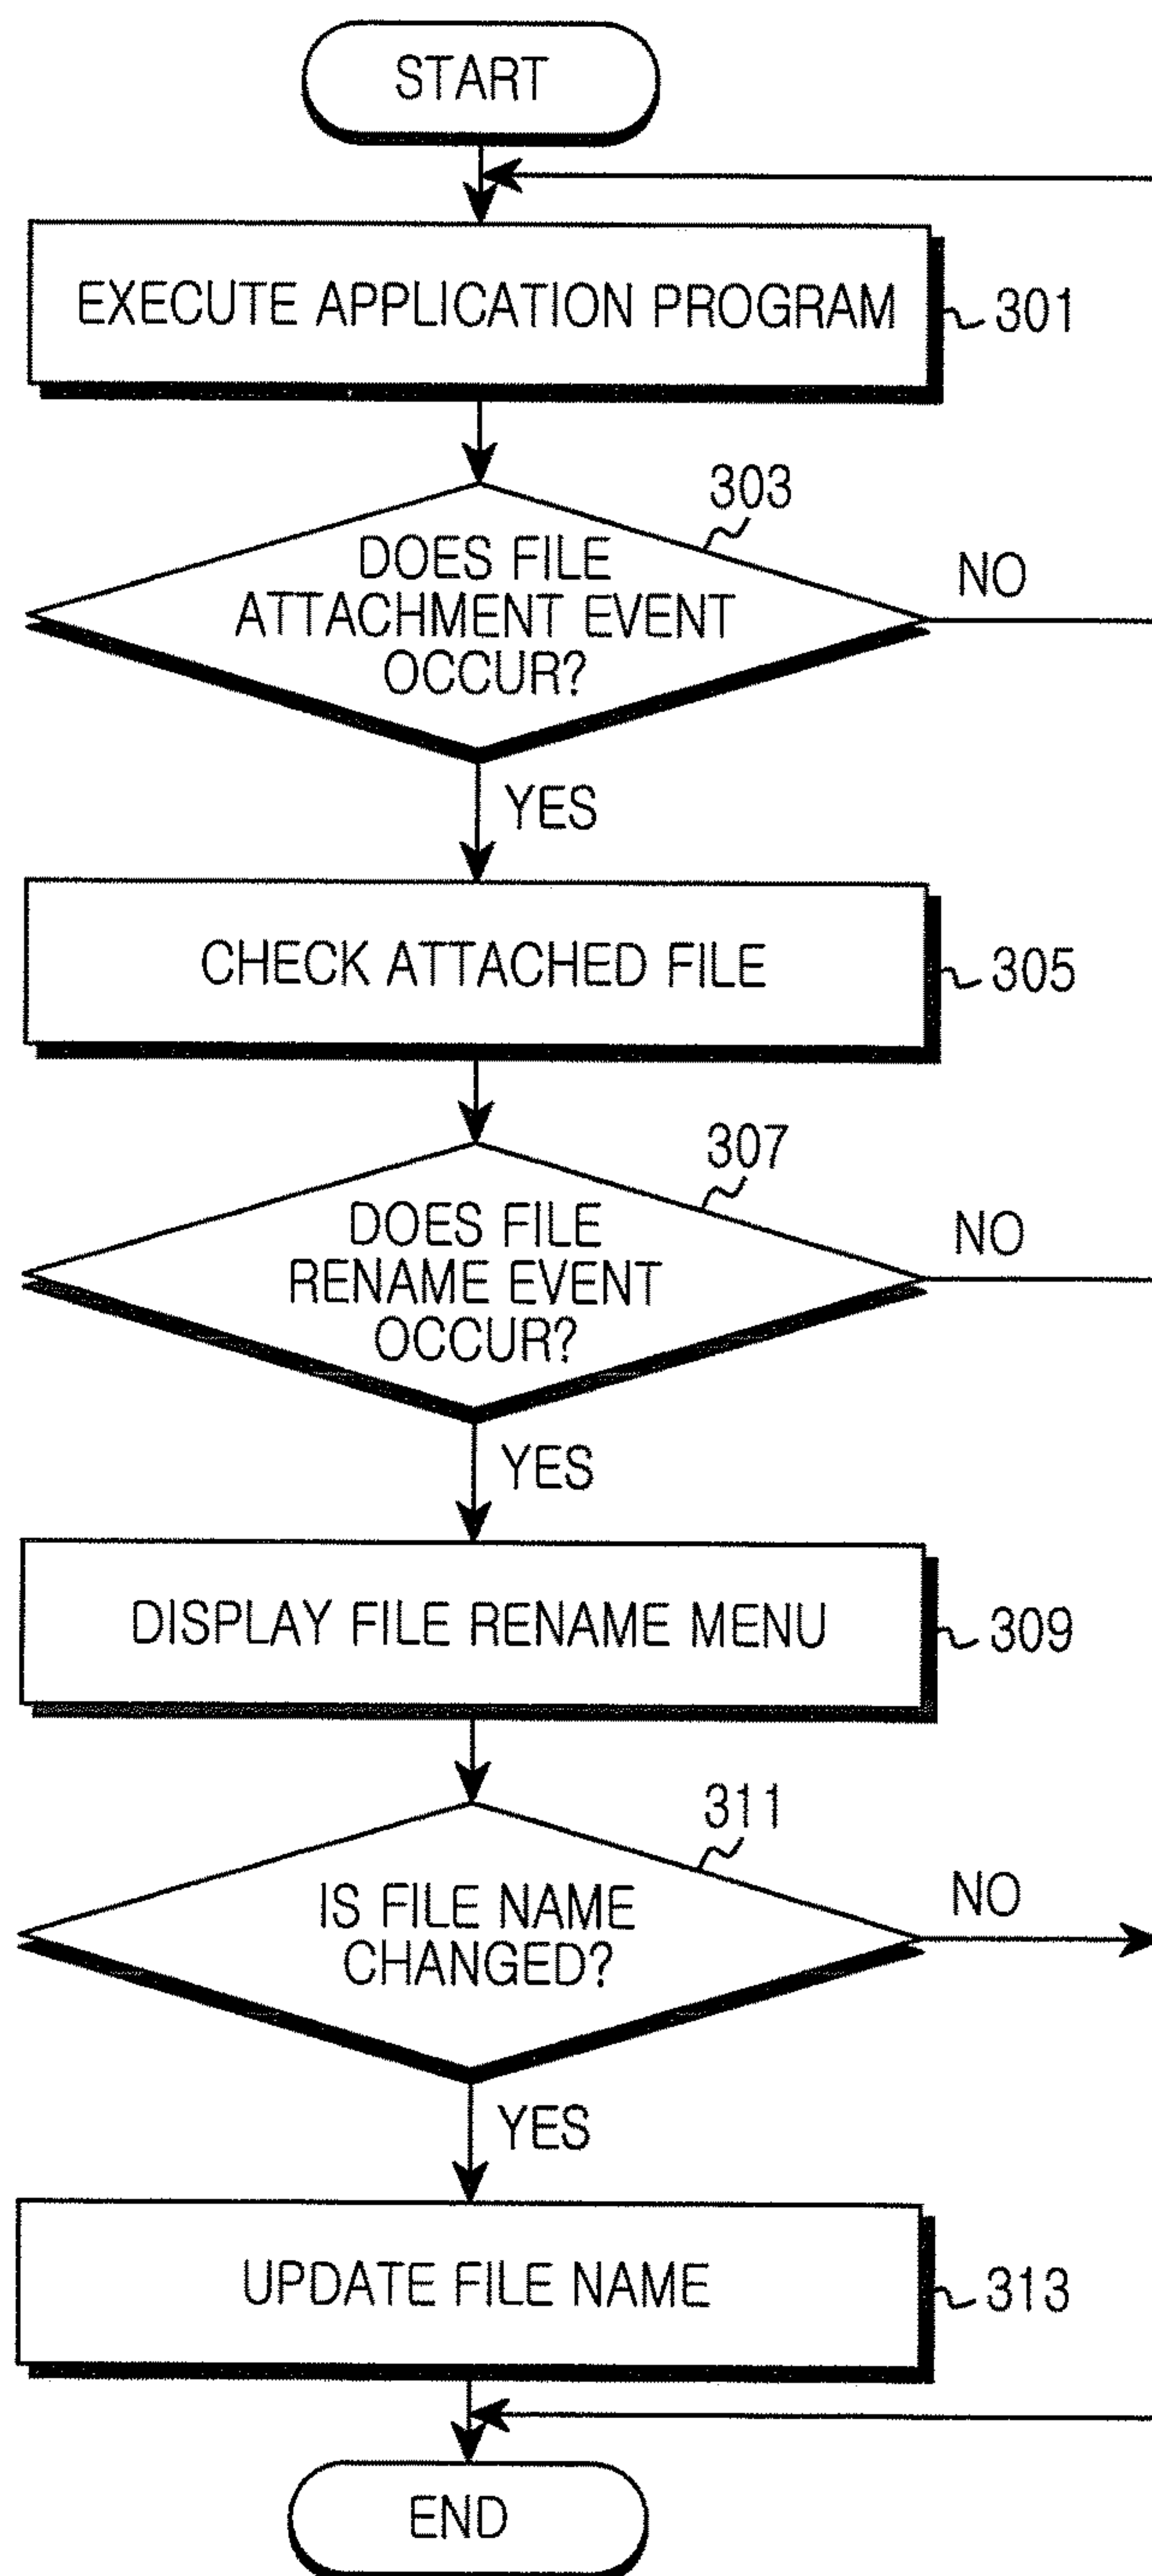 START
EXECUTE APPLICATION PROGRAM
301
303
DOES FILE
ATTACHMENT EVENT
OCCUR?
NO
YES
CHECK ATTACHED FILE
305
307
DOES FILE
RENAME EVENT
OCCUR?
NO
YES
DISPLAY FILE RENAME MENU
309
311
IS FILE NAME
CHANGED?
NO
YES
UPDATE FILE NAME
313
END